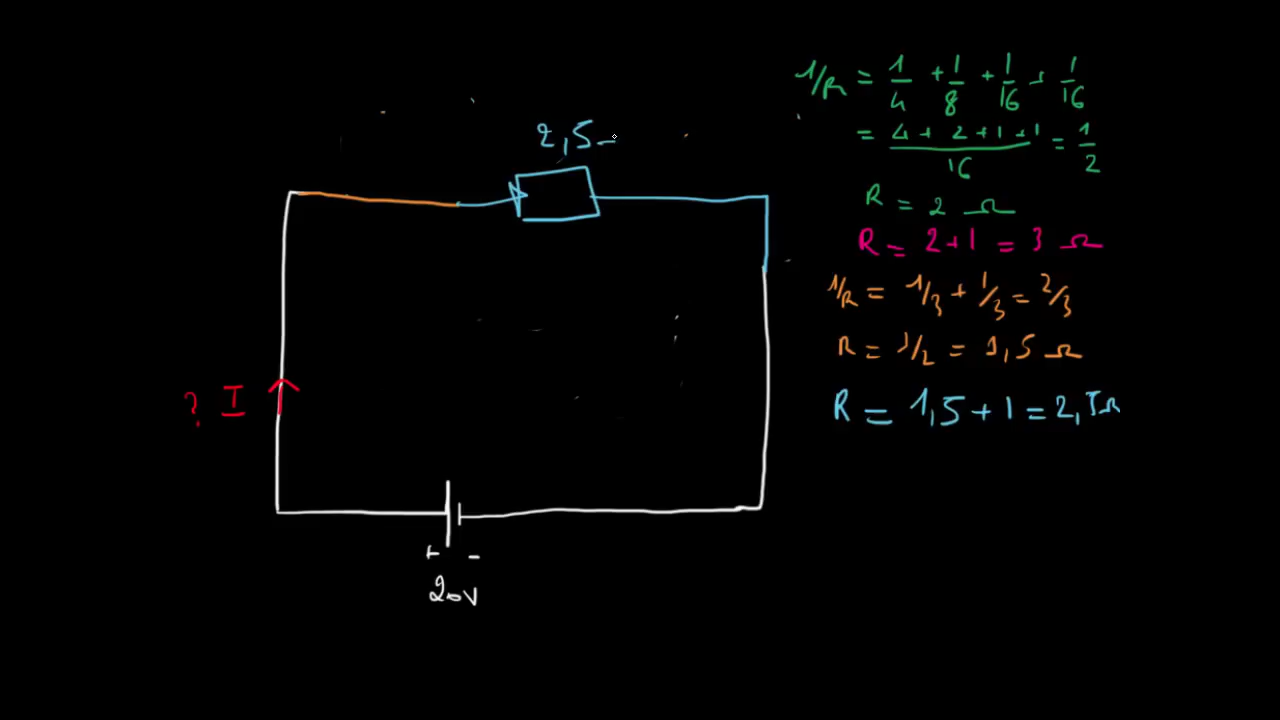 1/R = 1/4 + 1/8 + 1/16 + 1/16
= (4 + 2 + 1 + 1)/16 = 1/2
R = 2 Ω
R = 2 + 1 = 3 Ω
1/R = 1/3 + 1/3 = 2/3
R = 3/2 = 1,5 Ω
R = 1,5 + 1 = 2,5 Ω
2,5
? I
+ -
20V